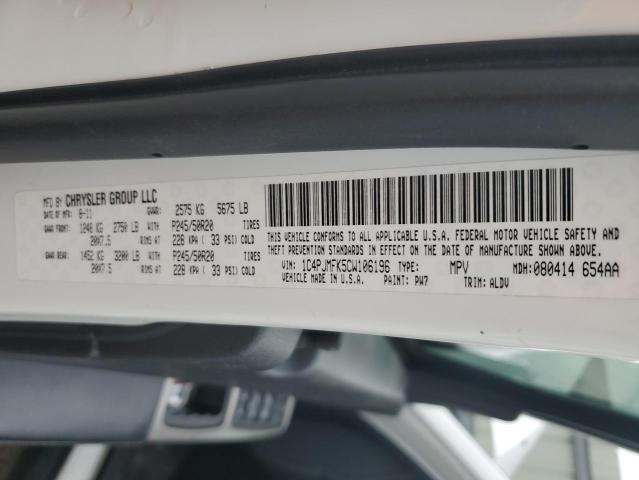 MFD BY CHRYSLER GROUP LLC
DATE OF MFR 8-11 GVWR: 2575 KG 5675 LB
GAWR FRONT: 1248 KG 2750 LB WITH P245/50R20 TIRES
20X7.5 RIMS AT 228 KPA ( 33 PSI) COLD
GAWR REAR: 1452 KG 3200 LB WITH P245/50R20 TIRES
20X7.5 RIMS AT 228 KPA ( 33 PSI) COLD
THIS VEHICLE CONFORMS TO ALL APPLICABLE U.S.A. FEDERAL MOTOR VEHICLE SAFETY AND
THEFT PREVENTION STANDARDS IN EFFECT ON THE DATE OF MANUFACTURE SHOWN ABOVE.
VIN: 1C4PJMFK5CW106196 TYPE: MPV MDH:080414 654AA
VEHICLE MADE IN U.S.A. PAINT: PW7 TRIM: ALDV